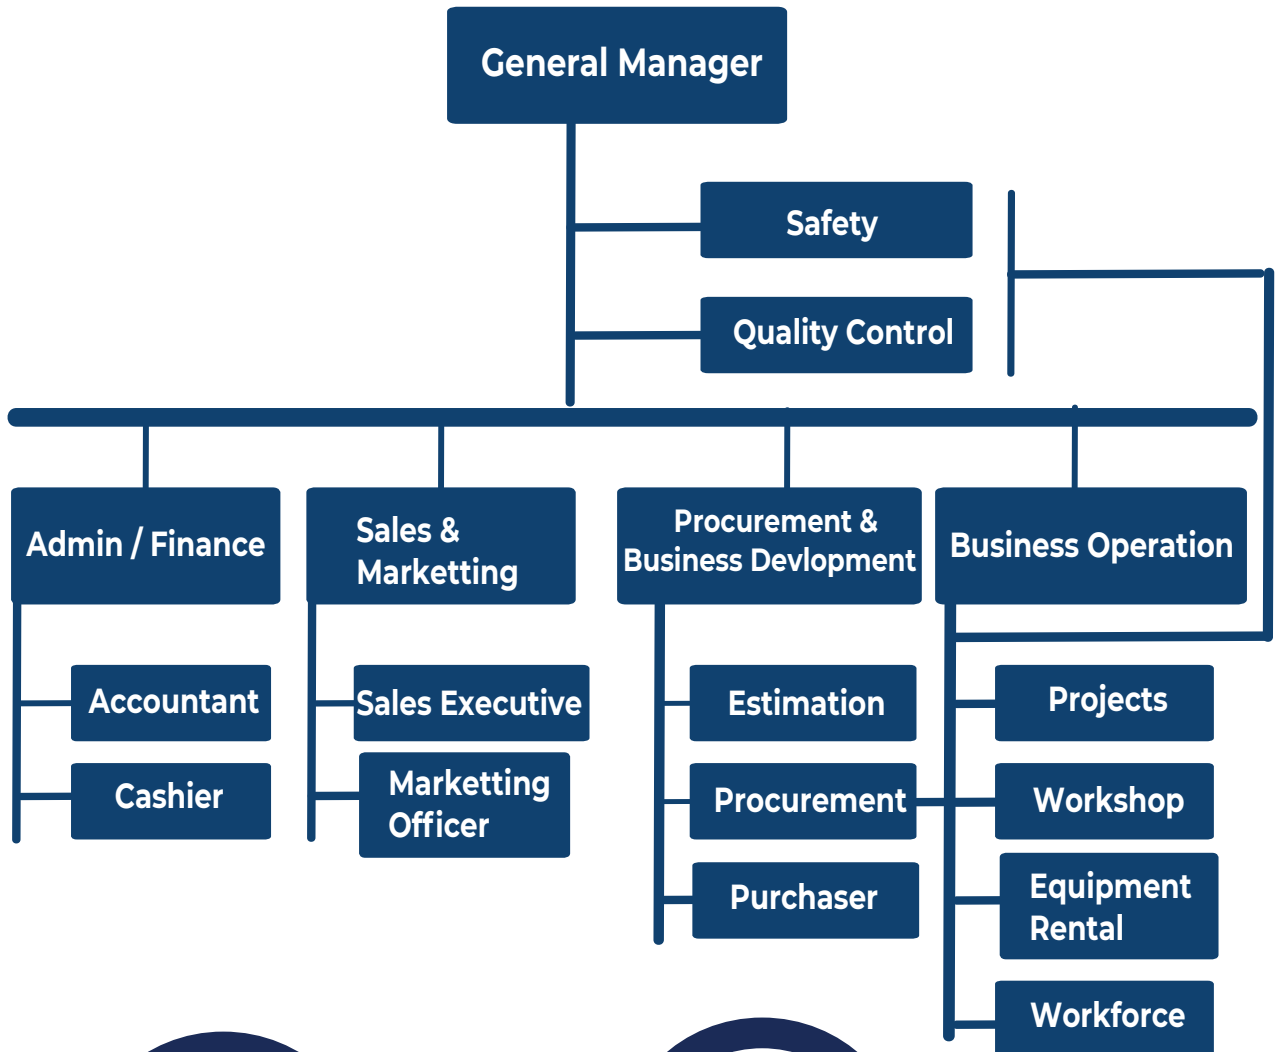 General Manager
Safety
Quality Control
Admin / Finance
Sales &
Marketting
Procurement &
Business Devlopment
Business Operation
Accountant
Cashier
Sales Executive
Marketting
Officer
Estimation
Procurement
Purchaser
Projects
Workshop
Equipment
Rental
Workforce